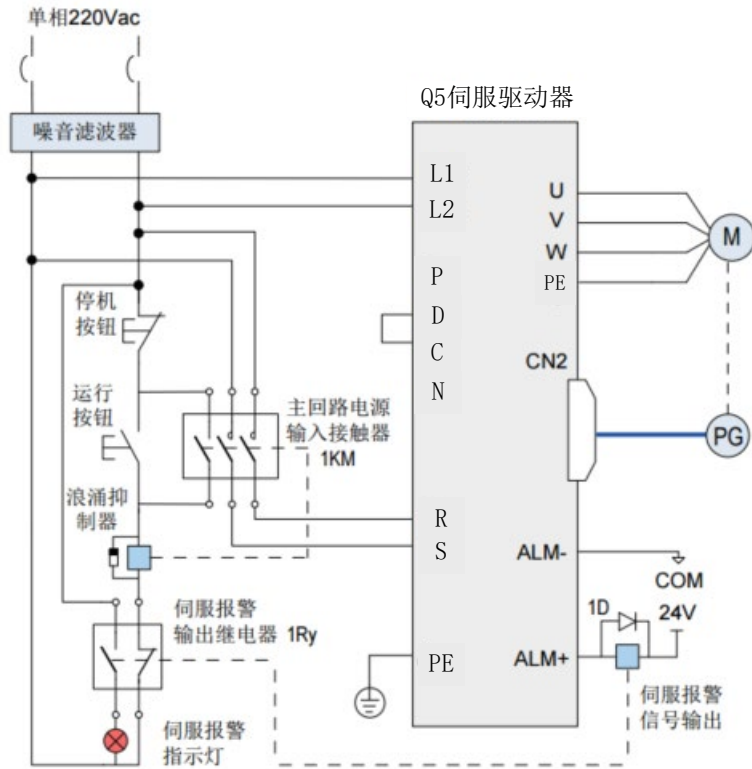 单相220Vac
噪音滤波器
Q5伺服驱动器
L1
L2
P
D
C
N
R
S
PE
U
V
W
PE
CN2
ALM-
ALM+
M
PG
COM
24V
1D
伺服报警
信号输出
停机
按钮
运行
按钮
主回路电源
输入接触器
1KM
浪涌抑
制器
伺服报警
输出继电器 1Ry
伺服报警
指示灯